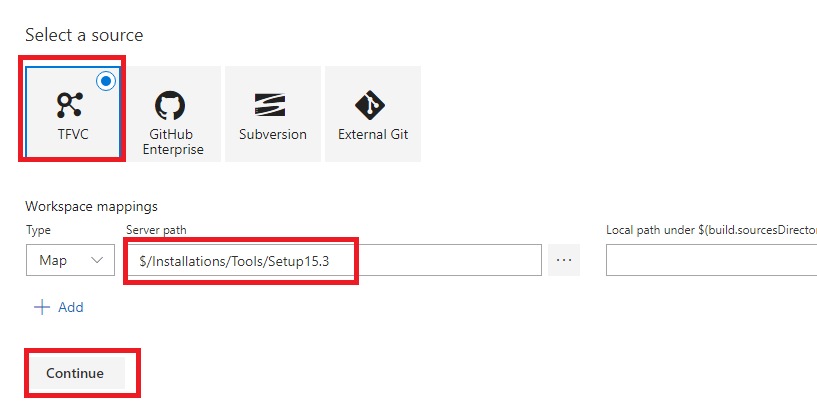 Select a source
TFVC
GitHub
Enterprise
Subversion
External Git
Workspace mappings
Type
Server path
Local path under $(build.sourcesDirecto
Map
$/Installations/Tools/Setup15.3
...
Add
Continue